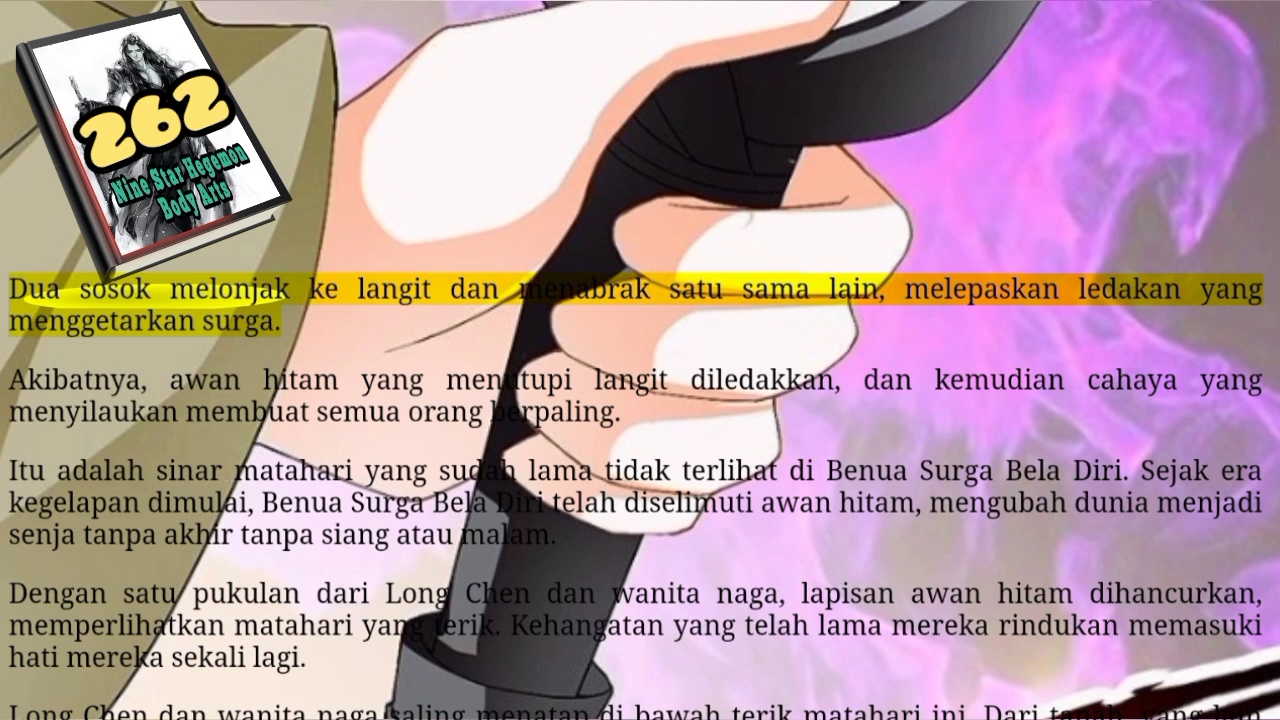 262
Nine Star Hegemon
Body Arts
Dua sosok melonjak ke langit dan menabrak satu sama lain, melepaskan ledakan yang
menggetarkan surga.
Akibatnya, awan hitam yang menutupi langit diledakkan, dan kemudian cahaya yang
menyilaukan membuat semua orang berpaling.
Itu adalah sinar matahari yang sudah lama tidak terlihat di Benua Surga Bela Diri. Sejak era
kegelapan dimulai, Benua Surga Bela Diri telah diselimuti awan hitam, mengubah dunia menjadi
senja tanpa akhir tanpa siang atau malam.
Dengan satu pukulan dari Long Chen dan wanita naga, lapisan awan hitam dihancurkan,
memperlihatkan matahari yang terik. Kehangatan yang telah lama mereka rindukan memasuki
hati mereka sekali lagi.
Long Chen dan wanita naga saling menatap di bawah terik matahari ini. Dari tanah, yang